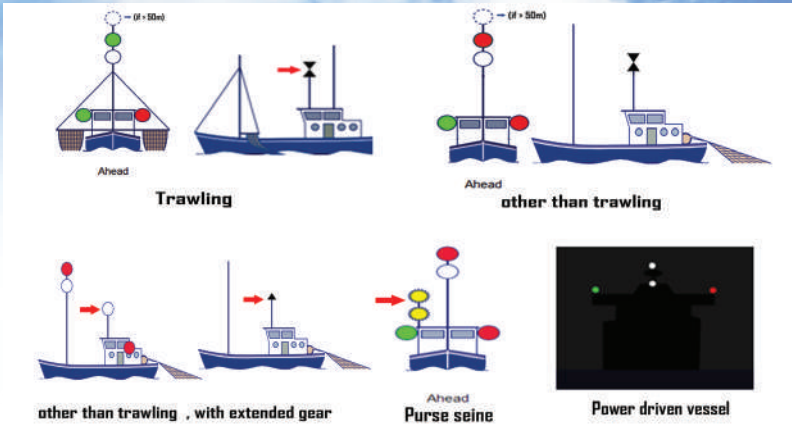 (if > 50m)
(if > 50m)
Ahead
Ahead
Trawling
other than trawling
other than trawling , with extended gear
Ahead
Purse seine
Power driven vessel